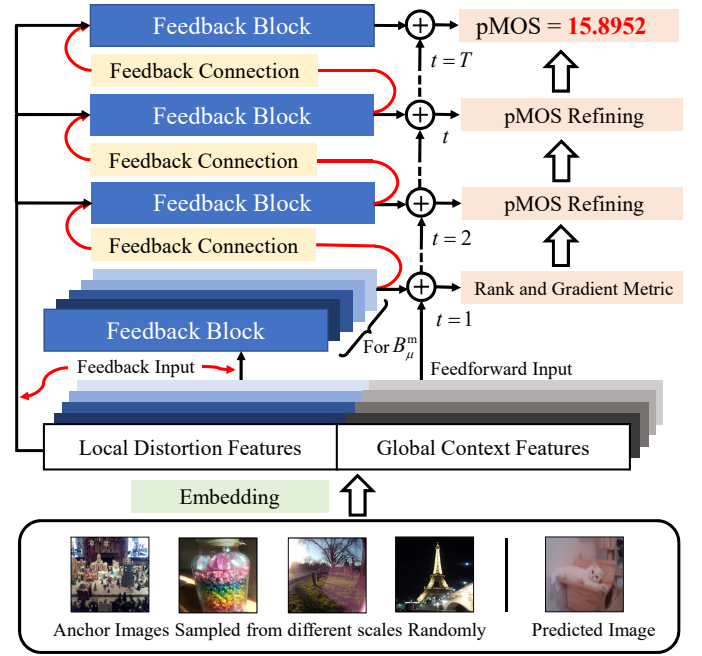 Feedback Block
pMOS = 15.8952
t = T
Feedback Connection
Feedback Block
t
pMOS Refining
Feedback Connection
Feedback Block
pMOS Refining
t = 2
Feedback Connection
Rank and Gradient Metric
t = 1
Feedback Block
For B_μ^m
Feedback Input
Feedforward Input
Local Distortion Features
Global Context Features
Embedding
Anchor Images Sampled from different scales Randomly
Predicted Image